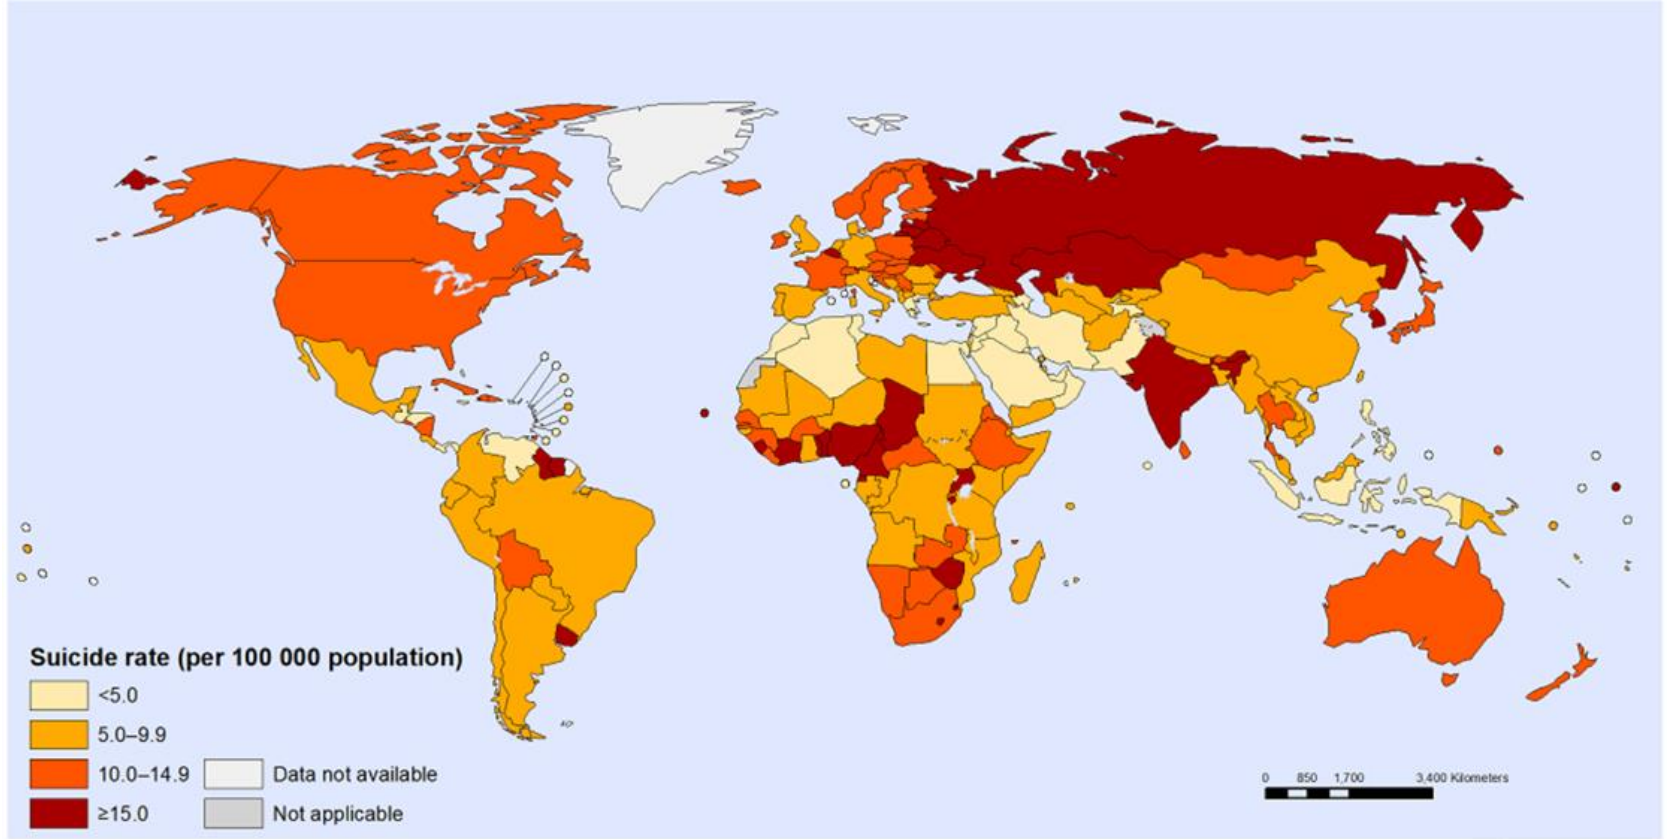 Suicide rate (per 100 000 population)
<5.0
5.0–9.9
10.0–14.9
≥15.0
Data not available
Not applicable
0 850 1,700 3,400 Kilometers